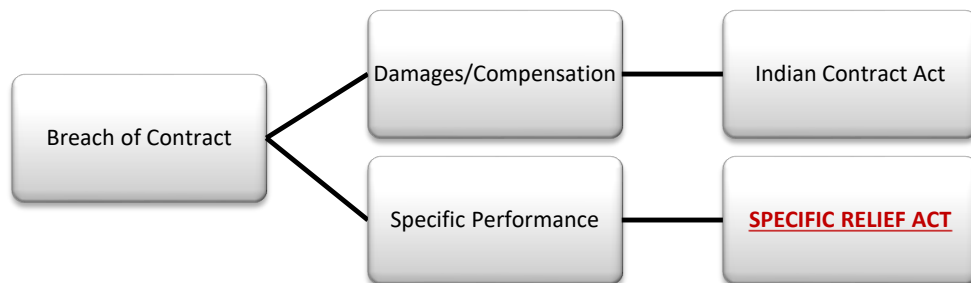 Breach of Contract
Damages/Compensation
Indian Contract Act
Specific Performance
SPECIFIC RELIEF ACT